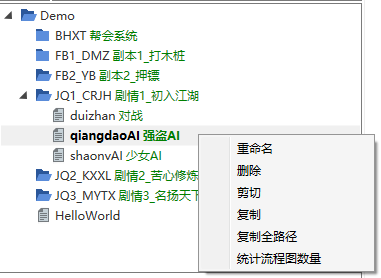 Demo
BHXT 帮会系统
FB1_DMZ 副本1_打木桩
FB2_YB 副本2_押镖
JQ1_CRJH 剧情1_初入江湖
duizhan 对战
qiangdaoAI 强盗AI
shaonvAI 少女AI
JQ2_KXXL 剧情2_苦心修炼
JQ3_MYTX 剧情3_名扬天下
HelloWorld
重命名
删除
剪切
复制
复制全路径
统计流程图数量